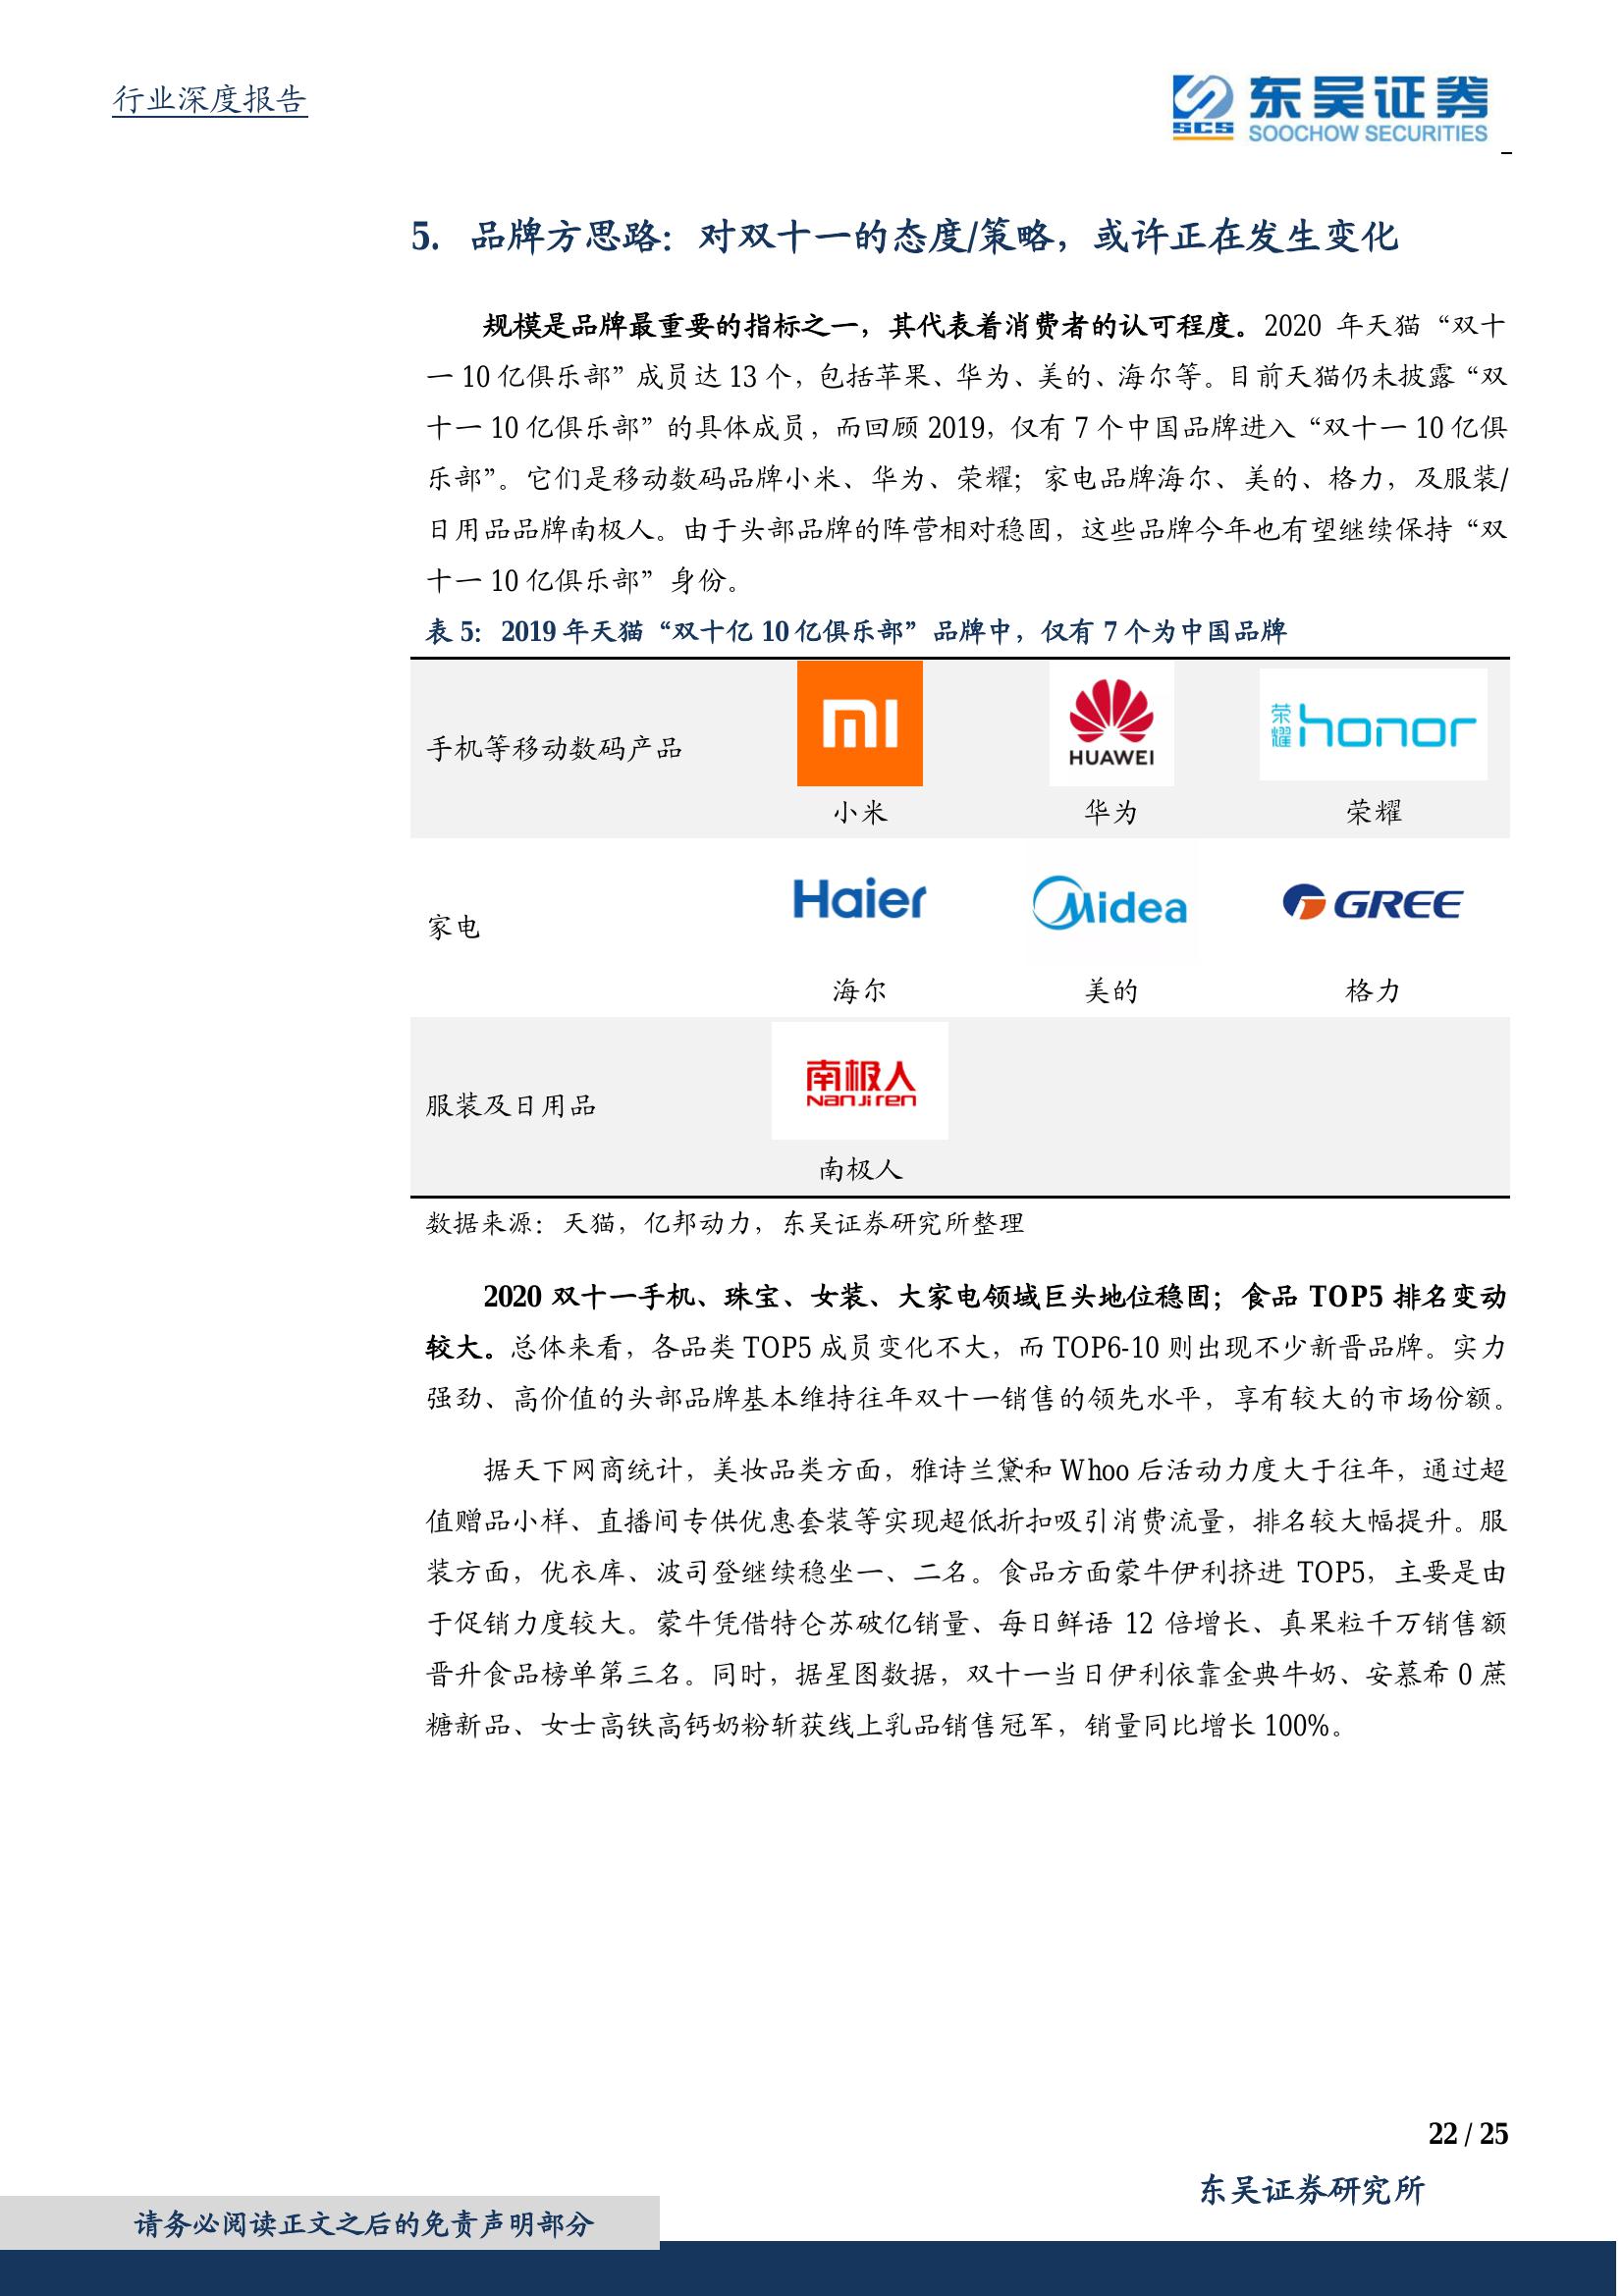 行业深度报告
SCS 东吴证券
SOOCHOW SECURITIES
5. 品牌方思路：对双十一的态度/策略，或许正在发生变化
规模是品牌最重要的指标之一，其代表着消费者的认可程度。2020 年天猫“双十
一 10 亿俱乐部”成员达 13 个，包括苹果、华为、美的、海尔等。目前天猫仍未披露“双
十一 10 亿俱乐部”的具体成员，而回顾 2019，仅有 7 个中国品牌进入“双十一 10 亿俱
乐部”。它们是移动数码品牌小米、华为、荣耀；家电品牌海尔、美的、格力，及服装/
日用品品牌南极人。由于头部品牌的阵营相对稳固，这些品牌今年也有望继续保持“双
十一 10 亿俱乐部” 身份。
表 5：2019 年天猫“双十亿 10 亿俱乐部”品牌中，仅有 7 个为中国品牌
手机等移动数码产品
mi
HUAWEI
荣耀 honor
小米 华为 荣耀
家电
Haier Midea GREE
海尔 美的 格力
服装及日用品
南极人
Nanjiren
南极人
数据来源：天猫，亿邦动力，东吴证券研究所整理
2020 双十一手机、珠宝、女装、大家电领域巨头地位稳固；食品 TOP5 排名变动
较大。总体来看，各品类 TOP5 成员变化不大，而 TOP6-10 则出现不少新晋品牌。实力
强劲、高价值的头部品牌基本维持往年双十一销售的领先水平，享有较大的市场份额。
据天下网商统计，美妆品类方面，雅诗兰黛和 Whoo 后活动力度大于往年，通过超
值赠品小样、直播间专供优惠套装等实现超低折扣吸引消费流量，排名较大幅提升。服
装方面，优衣库、波司登继续稳坐一、二名。食品方面蒙牛伊利挤进 TOP5，主要是由
于促销力度较大。蒙牛凭借特仑苏破亿销量、每日鲜语 12 倍增长、真果粒千万销售额
晋升食品榜单第三名。同时，据星图数据，双十一当日伊利依靠金典牛奶、安慕希 0 蔗
糖新品、女士高铁高钙奶粉斩获线上乳品销售冠军，销量同比增长 100%。
22 / 25
东吴证券研究所
请务必阅读正文之后的免责声明部分